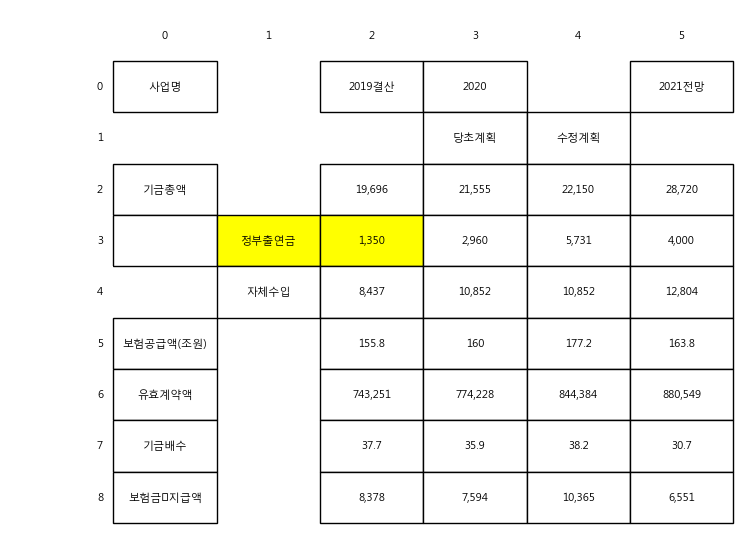 0 1 2 3 4 5
0 사업명 2019결산 2020 2021전망
1 당초계획 수정계획
2 기금총액 19,696 21,555 22,150 28,720
3 정부출연금 1,350 2,960 5,731 4,000
4 자체수입 8,437 10,852 10,852 12,804
5 보험공급액(조원) 155.8 160 177.2 163.8
6 유효계약액 743,251 774,228 844,384 880,549
7 기금배수 37.7 35.9 38.2 30.7
8 보험금▯지급액 8,378 7,594 10,365 6,551